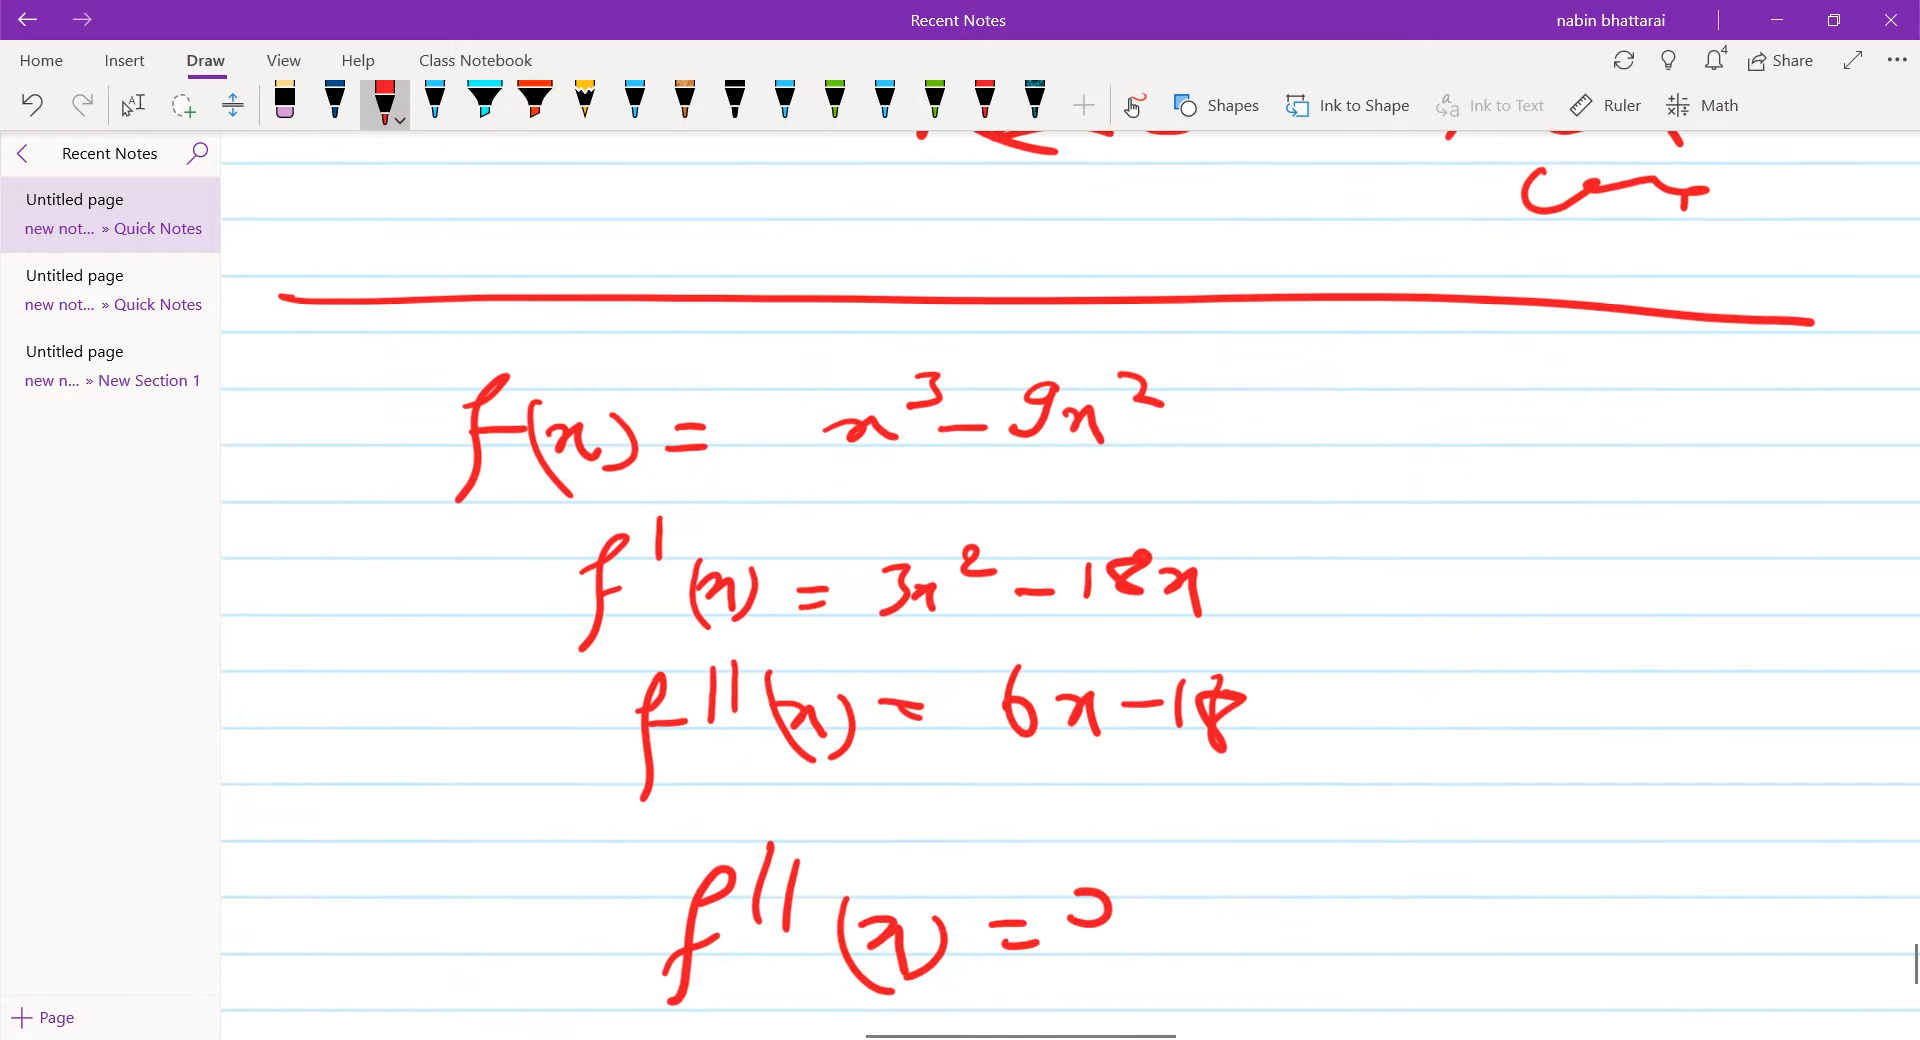 Recent Notes
nabin bhattarai
Home Insert Draw View Help Class Notebook
4 Share
Shapes Ink to Shape Ink to Text Ruler Math
Recent Notes
Untitled page
new not... » Quick Notes
Untitled page
new not... » Quick Notes
Untitled page
new n... » New Section 1
Page
f(x) = x³ - 9x²
f'(x) = 3x² - 18x
f''(x) = 6x - 18
f''(x) =